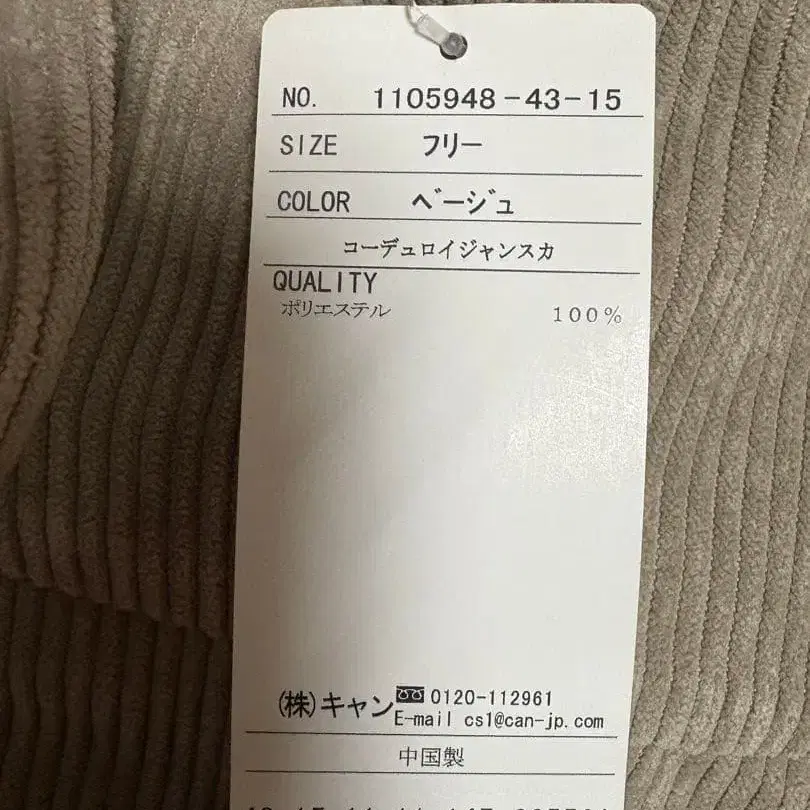 NO. 1105948-43-15
SIZE フリー
COLOR ベージュ
コーデュロイジャンスカ
QUALITY
ポリエステル 100%
(株)キャン 0120-112961
E-mail cs1@can-jp.com
中国製